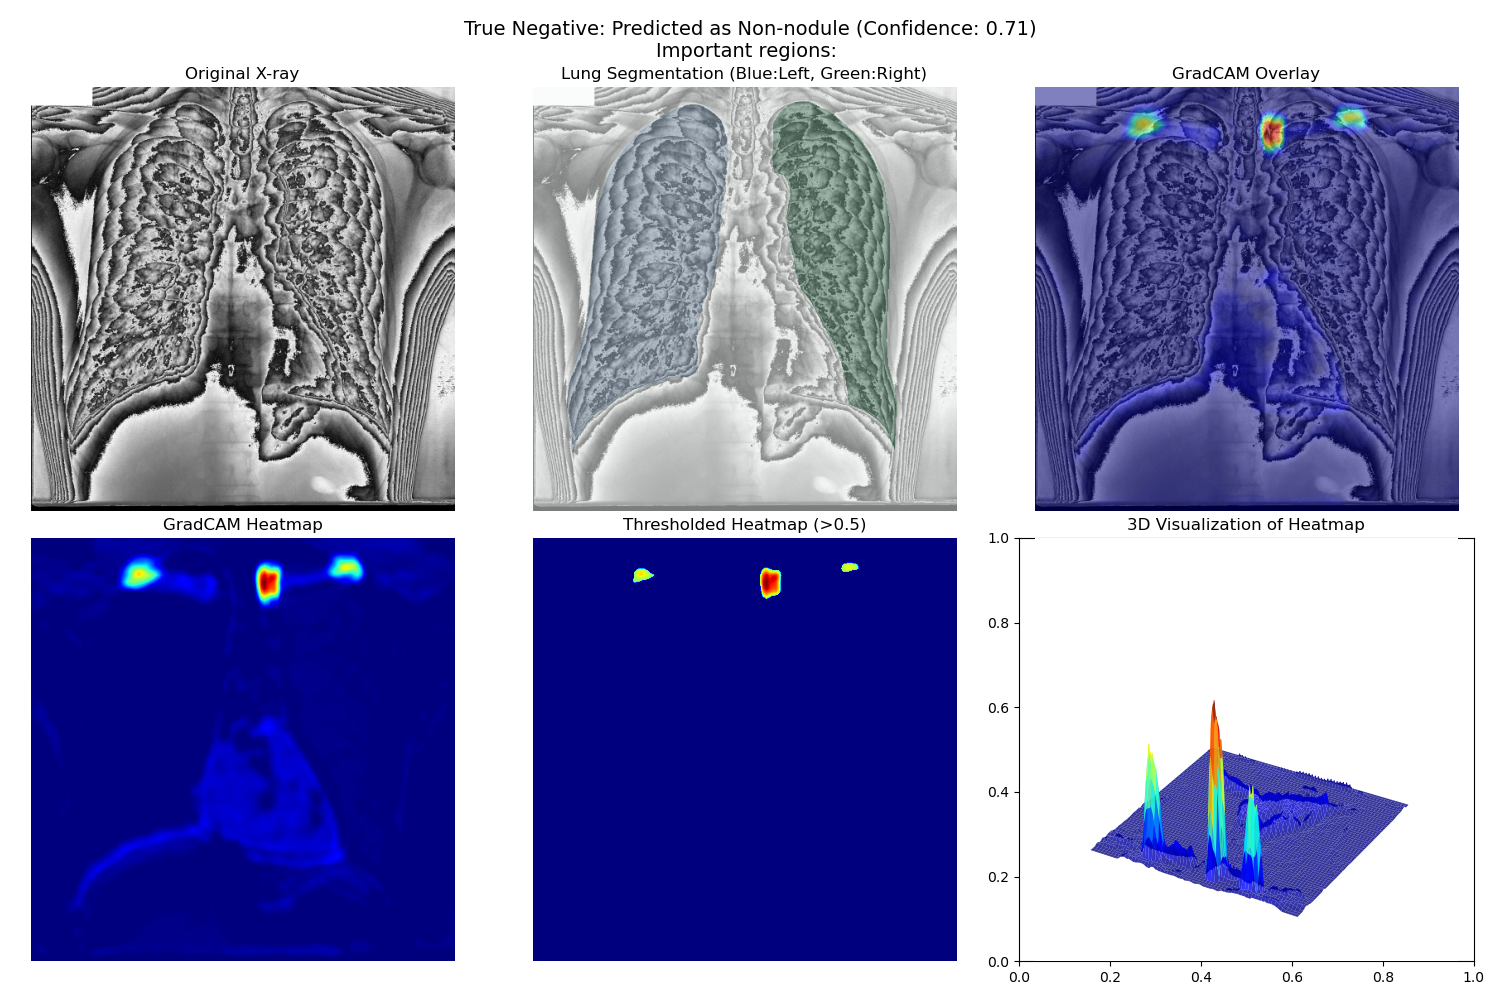 True Negative: Predicted as Non-nodule (Confidence: 0.71)
Important regions:
Original X-ray
Lung Segmentation (Blue:Left, Green:Right)
GradCAM Overlay
GradCAM Heatmap
Thresholded Heatmap (>0.5)
3D Visualization of Heatmap
1.0
0.8
0.6
0.4
0.2
0.0
0.0 0.2 0.4 0.6 0.8 1.0